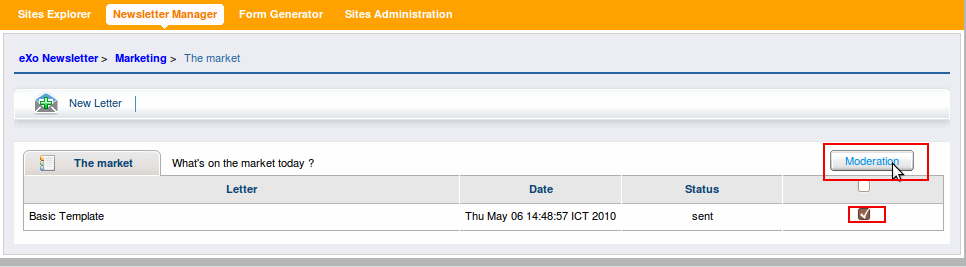 Sites Explorer Newsletter Manager Form Generator Sites Administration
eXo Newsletter > Marketing > The market
New Letter
The market What's on the market today ? Moderation
Letter Date Status
Basic Template Thu May 06 14:48:57 ICT 2010 sent